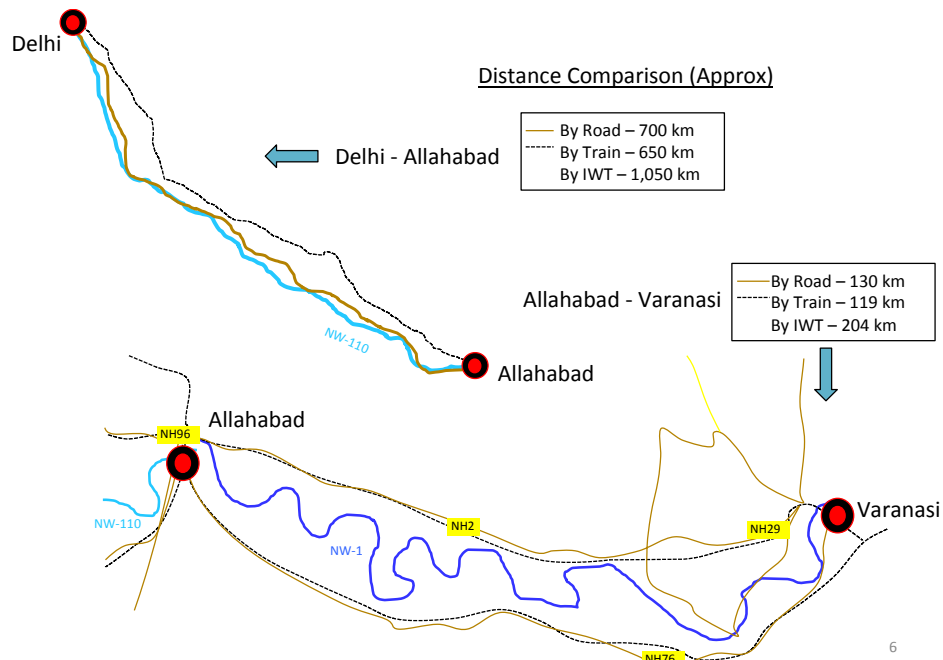 Delhi
Distance Comparison (Approx)
By Road – 700 km
By Train – 650 km
By IWT – 1,050 km
Delhi - Allahabad
NW-110
Allahabad
Allahabad - Varanasi
By Road – 130 km
By Train – 119 km
By IWT – 204 km
Allahabad
NH96
NW-110
NW-1
NH2
NH29
Varanasi
NH76
6